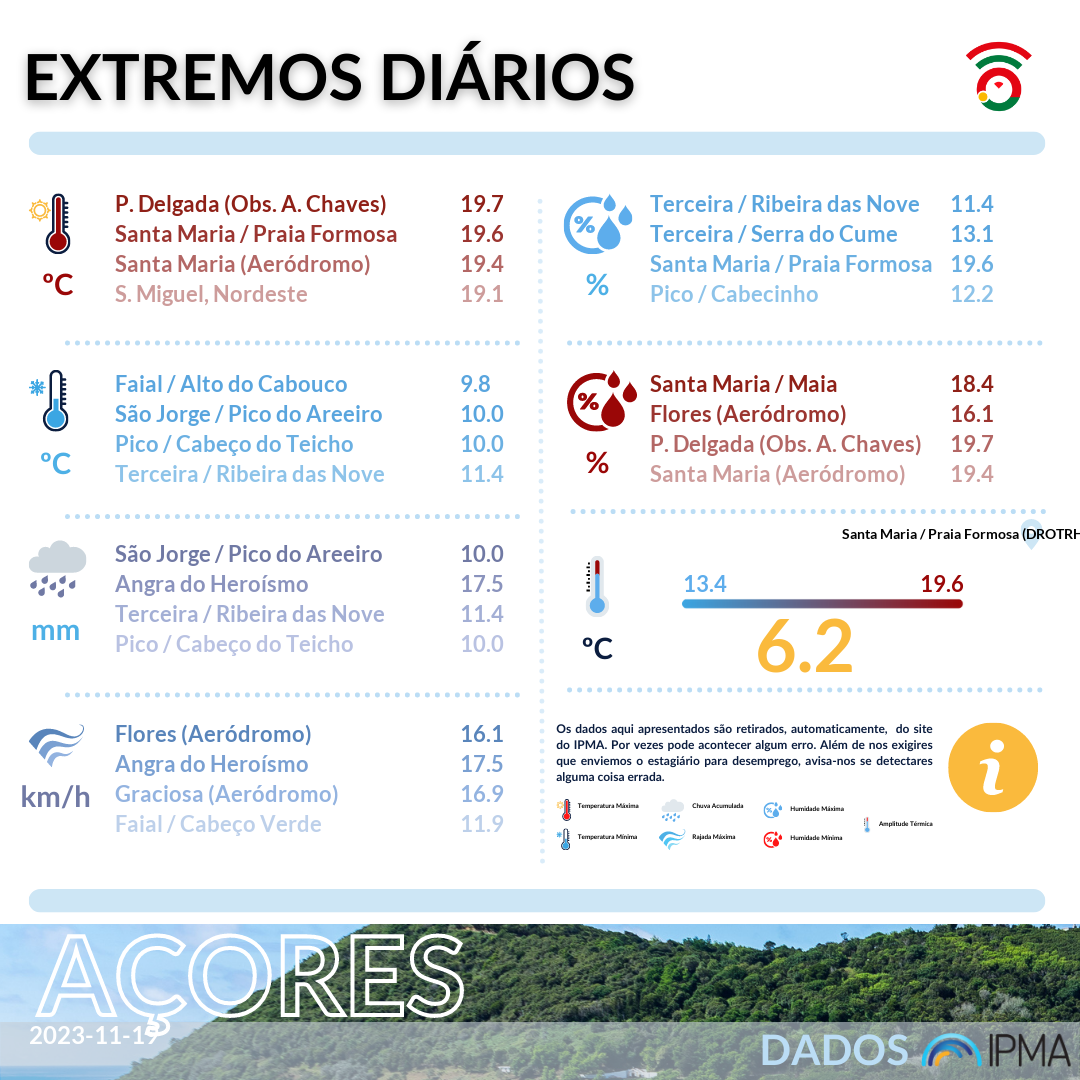 EXTREMOS DIÁRIOS
P. Delgada (Obs. A. Chaves) 19.7
Santa Maria / Praia Formosa 19.6
Santa Maria (Aeródromo) 19.4
S. Miguel, Nordeste 19.1
ºC
Faial / Alto do Cabouco 9.8
São Jorge / Pico do Areeiro 10.0
Pico / Cabeço do Teicho 10.0
Terceira / Ribeira das Nove 11.4
ºC
São Jorge / Pico do Areeiro 10.0
Angra do Heroísmo 17.5
Terceira / Ribeira das Nove 11.4
Pico / Cabeço do Teicho 10.0
mm
Flores (Aeródromo) 16.1
Angra do Heroísmo 17.5
Graciosa (Aeródromo) 16.9
Faial / Cabeço Verde 11.9
km/h
%
Terceira / Ribeira das Nove 11.4
Terceira / Serra do Cume 13.1
Santa Maria / Praia Formosa 19.6
Pico / Cabecinho 12.2
%
%
Santa Maria / Maia 18.4
Flores (Aeródromo) 16.1
P. Delgada (Obs. A. Chaves) 19.7
Santa Maria (Aeródromo) 19.4
%
Santa Maria / Praia Formosa (DROTRH
13.4 19.6
6.2
ºC
Os dados aqui apresentados são retirados, automaticamente, do site
do IPMA. Por vezes pode acontecer algum erro. Além de nos exigires
que enviemos o estagiário para desemprego, avisa-nos se detectares
alguma coisa errada.
i
Temperatura Máxima
Chuva Acumulada
Humidade Máxima
Amplitude Térmica
Temperatura Mínima
Rajada Máxima
Humidade Mínima
AÇORES
2023-11-19
DADOS IPMA